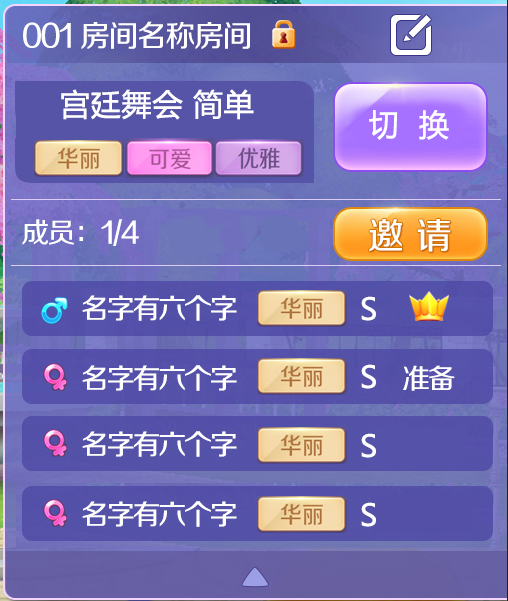 001 房间名称房间
宫廷舞会 简单
切 换
华丽 可爱 优雅
成员：1/4
邀 请
名字有六个字 华丽 S
名字有六个字 华丽 S 准备
名字有六个字 华丽 S
名字有六个字 华丽 S